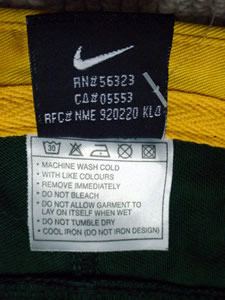 RN#56323
CA#05553
RFC#NME 920220 KLA
30
• MACHINE WASH COLD
• WITH LIKE COLOURS
• REMOVE IMMEDIATELY
• DO NOT BLEACH
• DO NOT ALLOW GARMENT TO
LAY ON ITSELF WHEN WET
• DO NOT TUMBLE DRY
• COOL IRON (DO NOT IRON DESIGN)